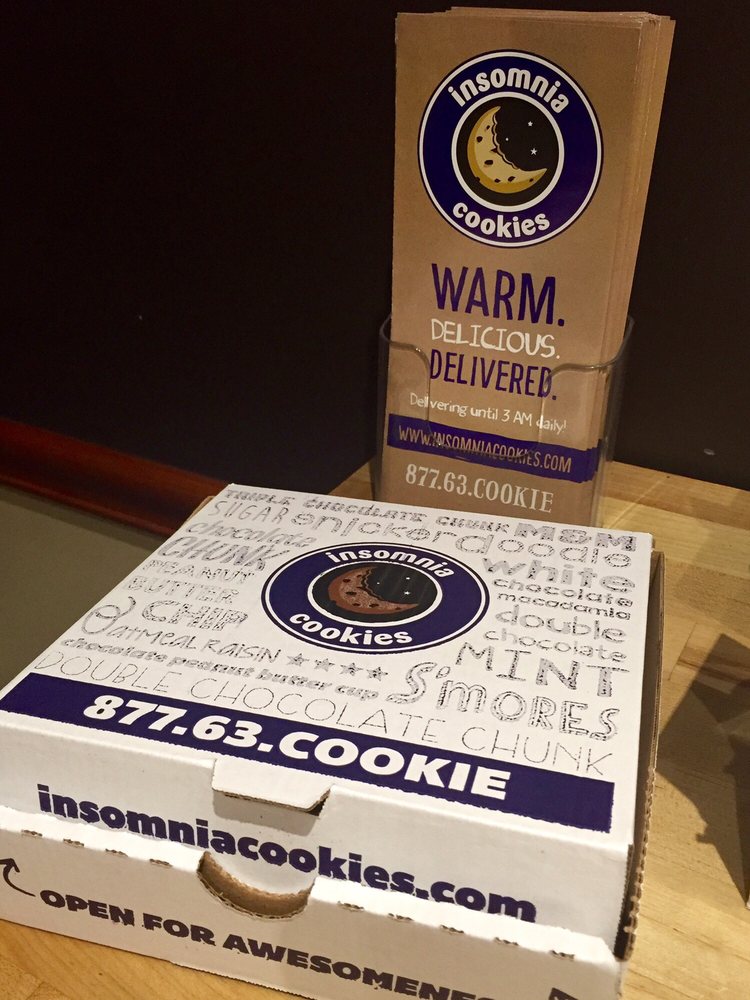 insomnia
cookies
WARM.
DELICIOUS.
DELIVERED.
Delivering until 3 AM daily!
WWW.INSOMNIACOOKIES.COM
877.63.COOKIE
TRIPLE CHOCOLATE CHUNK M&M
SUGAR snickerdoodle
chocolate CHUNK
PEANUT BUTTER
CHIP
Oatmeal Raisin
chocolate peanut butter cup
DOUBLE CHOCOLATE CHUNK
insomnia
cookies
white
chocolate
macadamia
double
chocolate
MINT
S'MORES
877.63.COOKIE
insomniacookies.com
OPEN FOR AWESOMENE